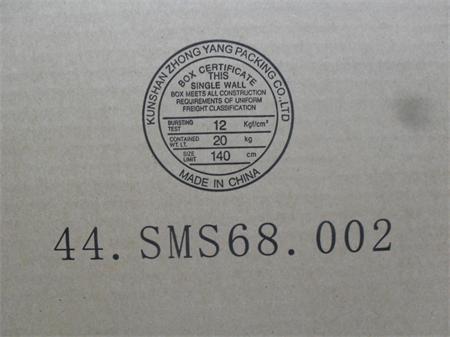 KUNSHAN ZHONG YANG PACKING CO.,LTD
BOX CERTIFICATE
THIS
SINGLE WALL
BOX MEETS ALL CONSTRUCTION
REQUIREMENTS OF UNIFORM
FREIGHT CLASSIFICATION
BURSTING TEST 12 Kgf/cm²
CONTAINED WT. LT. 20 kg
SIZE LIMIT 140 cm
MADE IN CHINA
44.SMS68.002